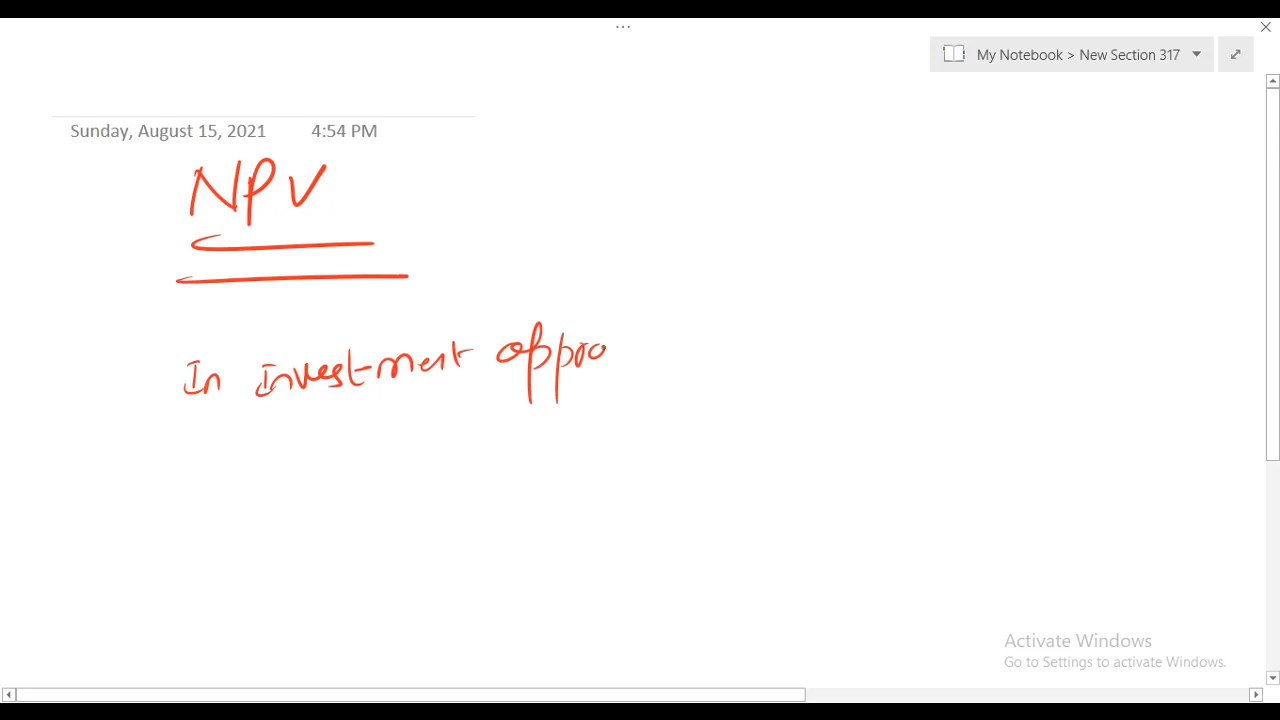 My Notebook > New Section 317
Sunday, August 15, 2021 4:54 PM
NPV
In Investment appro
Activate Windows
Go to Settings to activate Windows.